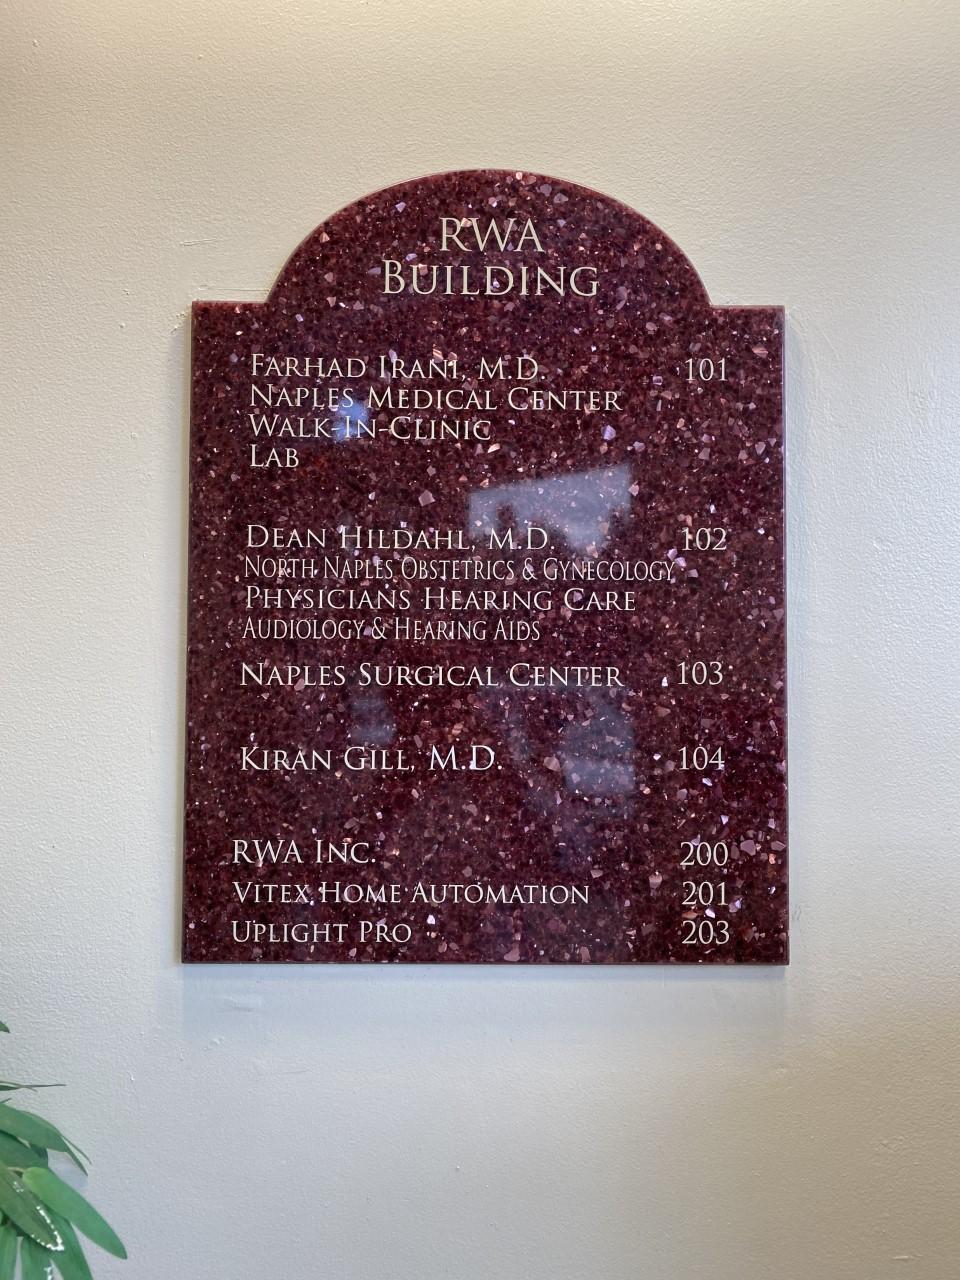 RWA
BUILDING
FARHAD IRANI, M.D. 101
NAPLES MEDICAL CENTER
WALK-IN-CLINIC
LAB
DEAN HILDAHL, M.D. 102
NORTH NAPLES OBSTETRICS & GYNECOLOGY
PHYSICIANS HEARING CARE
AUDIOLOGY & HEARING AIDS
NAPLES SURGICAL CENTER 103
KIRAN GILL, M.D. 104
RWA INC. 200
VITEX HOME AUTOMATION 201
UPLIGHT PRO 203